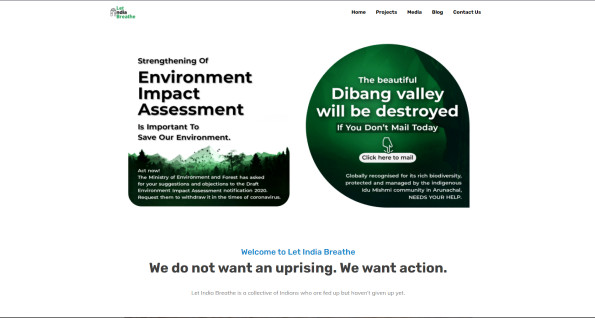 Let
India
Breathe
Home Projects Media Blog Contact Us
Strengthening Of
Environment
Impact
Assessment
Is Important To
Save Our Environment.
Act now!
The Ministry of Environment and Forest has asked
for your suggestions and objections to the Draft
Environment Impact Assessment notification 2020.
Request them to withdraw it in the times of coronavirus.
The beautiful
Dibang valley
will be destroyed
If You Don't Mail Today
Click here to mail
Globally recognised for its rich biodiversity,
protected and managed by the Indigenous
Idu Mishmi community in Arunachal,
NEEDS YOUR HELP.
Welcome to Let India Breathe
We do not want an uprising. We want action.
Let India Breathe is a collective of Indians who are fed up but haven't given up yet.